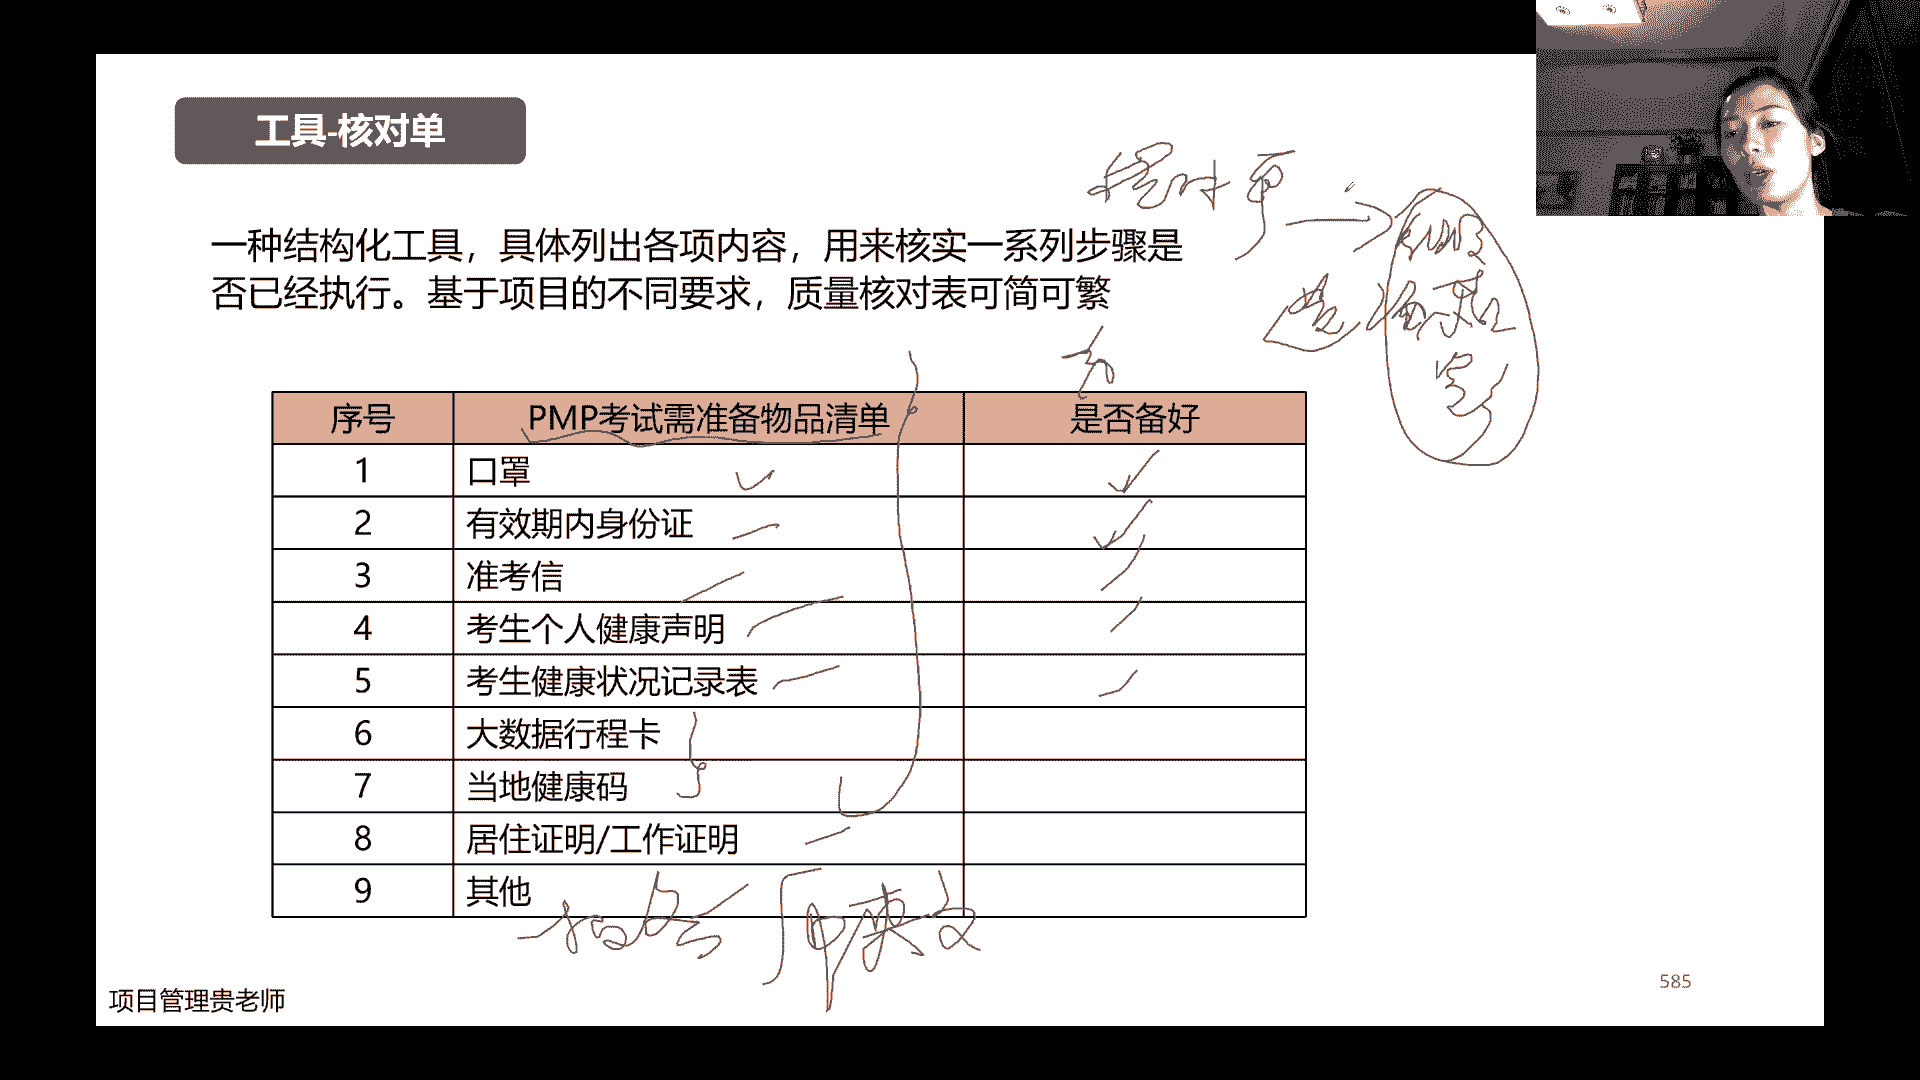 工具-核对单
一种结构化工具，具体列出各项内容，用来核实一系列步骤是
否已经执行。基于项目的不同要求，质量核对表可简可繁
序号 PMP考试需准备物品清单 是否备好
1 口罩
2 有效期内身份证
3 准考信
4 考生个人健康声明
5 考生健康状况记录表
6 大数据行程卡
7 当地健康码
8 居住证明/工作证明
9 其他
项目管理贵老师
585